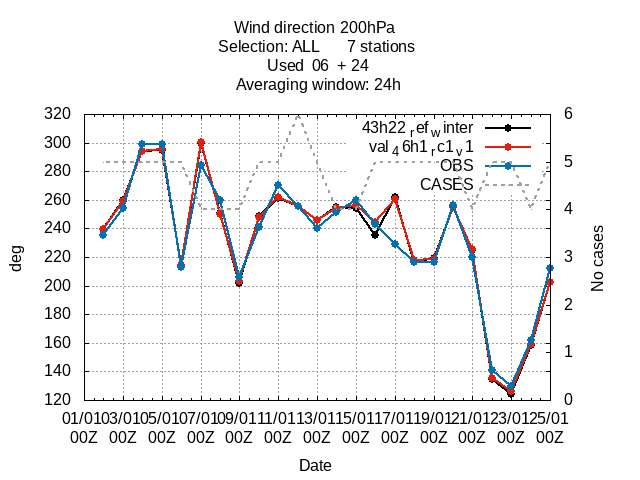 Wind direction 200hPa
Selection: ALL 7 stations
Used 06 + 24
Averaging window: 24h
320
300
280
260
240
220
200
180
160
140
120
deg
6
5
4
3
2
1
0
No cases
43h22_ref_winter
val_46h1_rc1_v1
OBS
CASES
01/01 03/01 05/01 07/01 09/01 11/01 13/01 15/01 17/01 19/01 21/01 23/01 25/01
00Z 00Z 00Z 00Z 00Z 00Z 00Z 00Z 00Z 00Z 00Z 00Z 00Z
Date